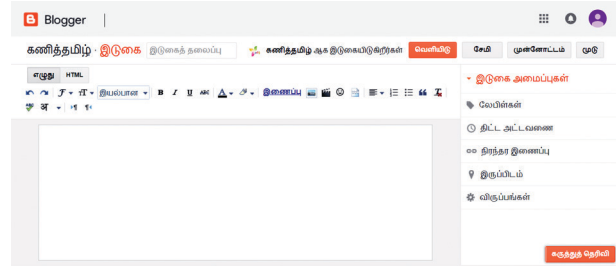 Blogger
கணித்தமிழ் · இடுகை இடுகைத் தலைப்பு கணித்தமிழ் ஆக இடுகையிடுகிறீர்கள் வெளியிடு சேமி முன்னோட்டம் மூடு
எழுது HTML
இயல்பான B I U ABC A இணைப்பு
இடுகை அமைப்புகள்
லேபிள்கள்
திட்ட அட்டவணை
நிரந்தர இணைப்பு
இருப்பிடம்
விருப்பங்கள்
கருத்துத் தெரிவி